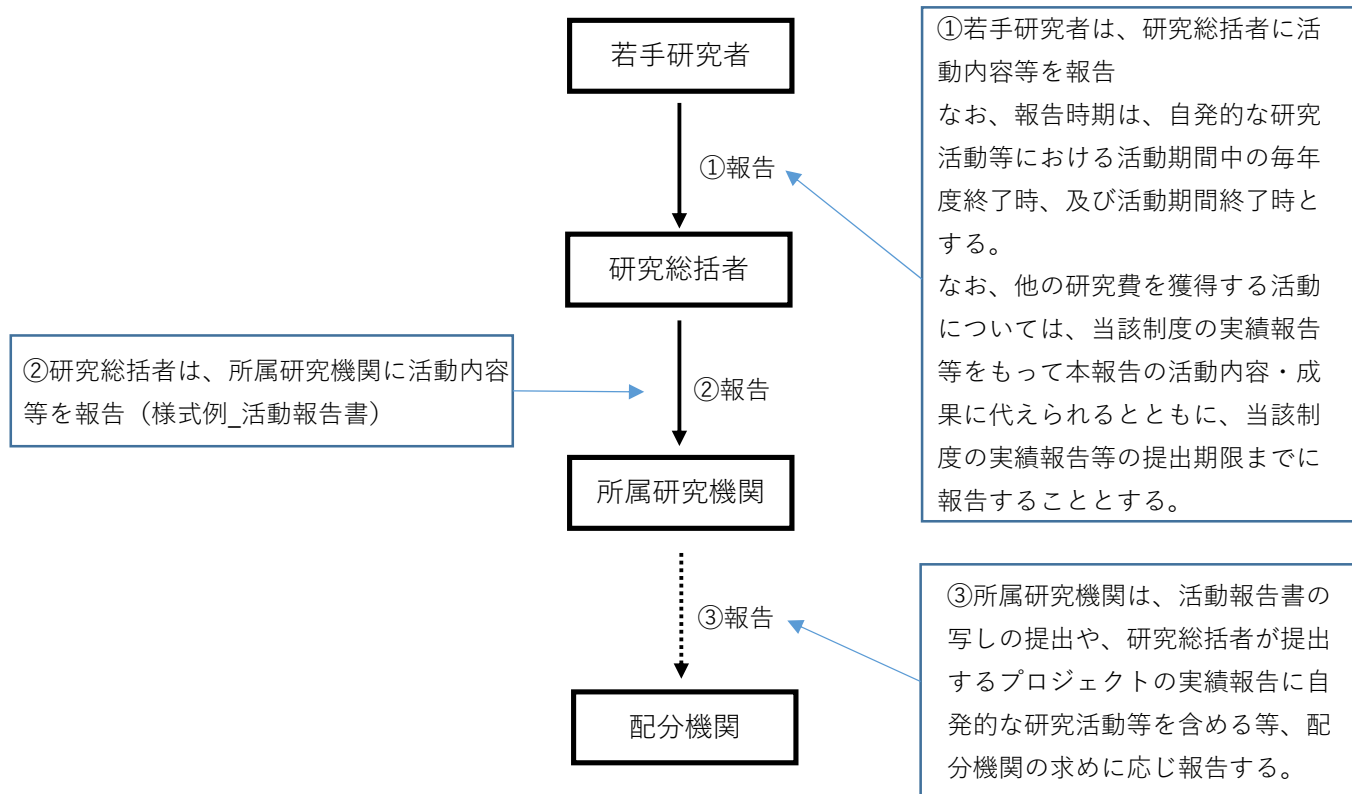 若手研究者
①報告
研究総括者
②報告
所属研究機関
③報告
配分機関
①若手研究者は、研究総括者に活
動内容等を報告
なお、報告時期は、自発的な研究
活動等における活動期間中の毎年
度終了時、及び活動期間終了時と
する。
なお、他の研究費を獲得する活動
については、当該制度の実績報告
等をもって本報告の活動内容・成
果に代えられるとともに、当該制
度の実績報告等の提出期限までに
報告することとする。
②研究総括者は、所属研究機関に活動内容
等を報告（様式例_活動報告書）
③所属研究機関は、活動報告書の
写しの提出や、研究総括者が提出
するプロジェクトの実績報告に自
発的な研究活動等を含める等、配
分機関の求めに応じ報告する。